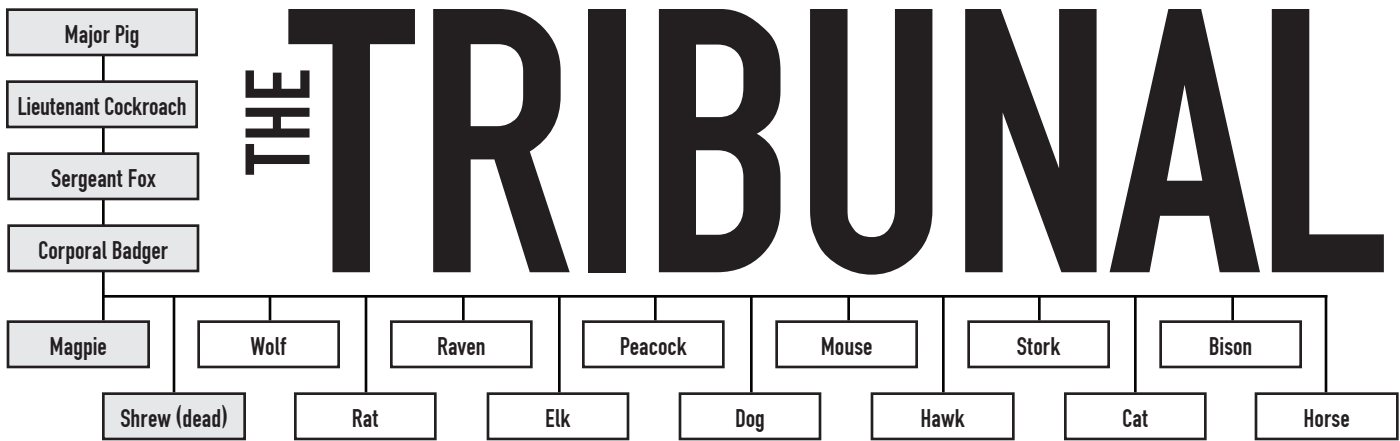 Major Pig
Lieutenant Cockroach
Sergeant Fox
Corporal Badger
THE TRIBUNAL
Magpie
Wolf
Raven
Peacock
Mouse
Stork
Bison
Shrew (dead)
Rat
Elk
Dog
Hawk
Cat
Horse